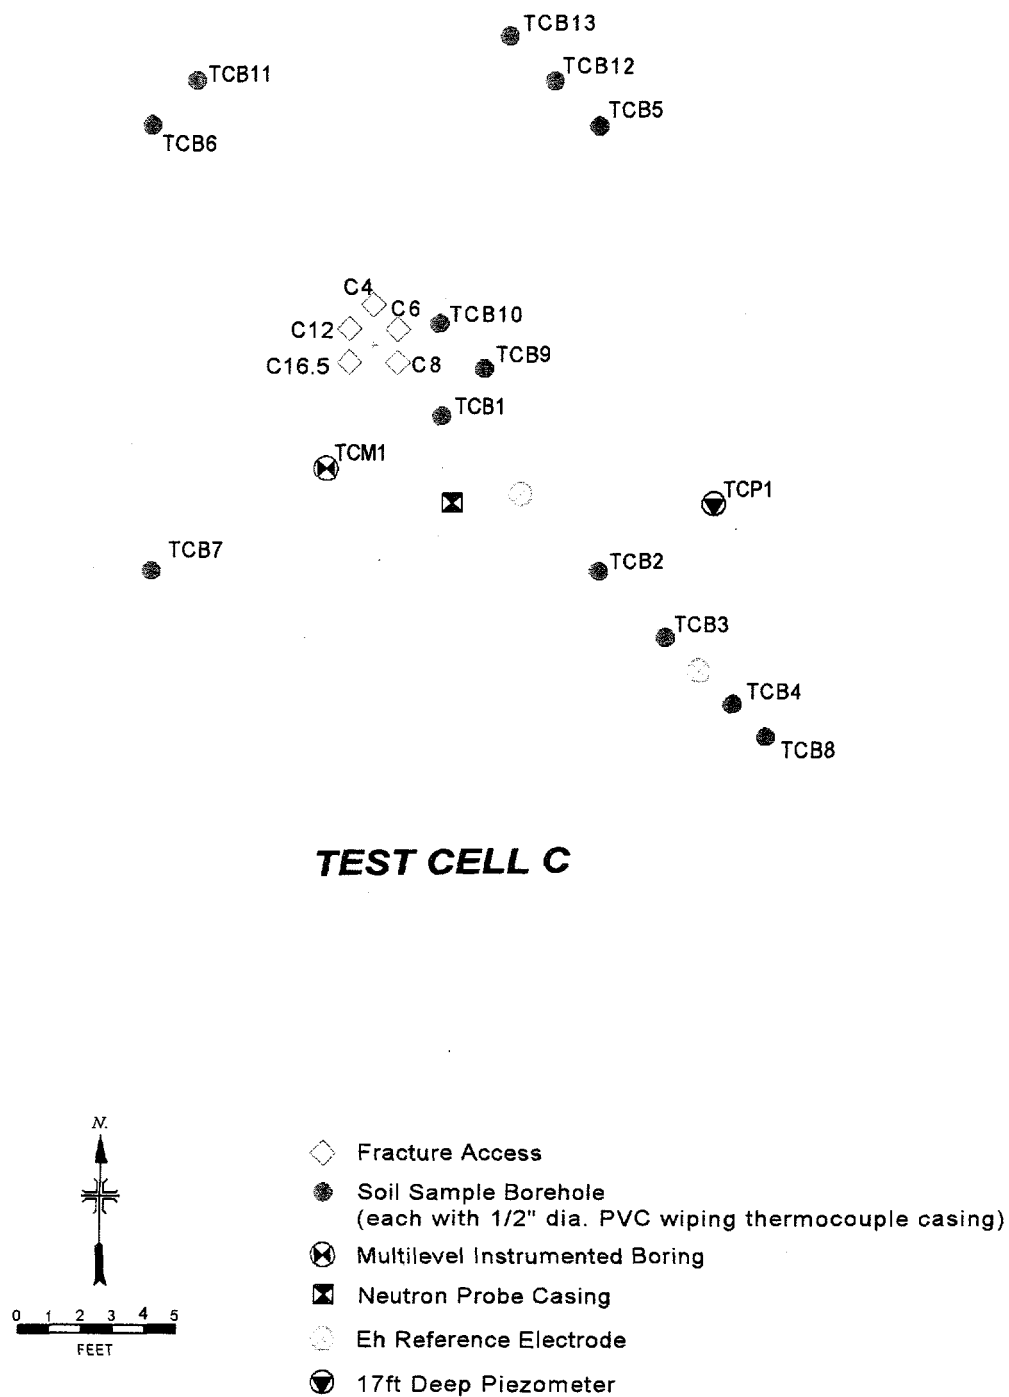 TCB13
TCB11
TCB12
TCB5
TCB6
C4
C6
TCB10
C12
TCB9
C16.5
C8
TCB1
TCM1
TCP1
TCB7
TCB2
TCB3
TCB4
TCB8
TEST CELL C
N.
0 1 2 3 4 5
FEET
Fracture Access
Soil Sample Borehole
(each with 1/2" dia. PVC wiping thermocouple casing)
Multilevel Instrumented Boring
Neutron Probe Casing
Eh Reference Electrode
17ft Deep Piezometer